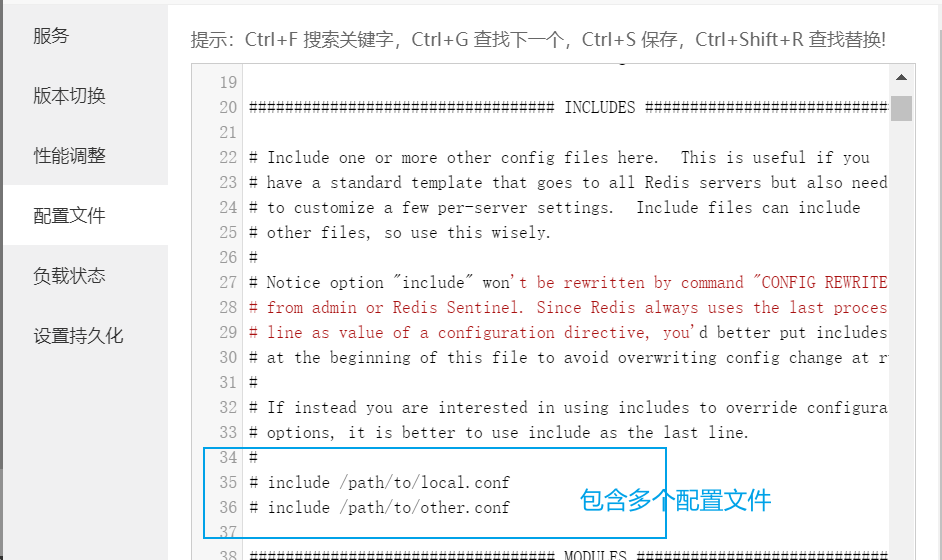 服务
版本切换
性能调整
配置文件
负载状态
设置持久化
提示：Ctrl+F 搜索关键字，Ctrl+G 查找下一个，Ctrl+S 保存，Ctrl+Shift+R 查找替换!
19
20 ################################## INCLUDES ###########################
21
22 # Include one or more other config files here.  This is useful if you
23 # have a standard template that goes to all Redis servers but also need
24 # to customize a few per-server settings.  Include files can include
25 # other files, so use this wisely.
26 #
27 # Notice option "include" won't be rewritten by command "CONFIG REWRITE
28 # from admin or Redis Sentinel. Since Redis always uses the last proces
29 # line as value of a configuration directive, you'd better put includes
30 # at the beginning of this file to avoid overwriting config change at r
31 #
32 # If instead you are interested in using includes to override configura
33 # options, it is better to use include as the last line.
34 #
35 # include /path/to/local.conf
36 # include /path/to/other.conf
包含多个配置文件
37
38 ################################## MODULES ############################